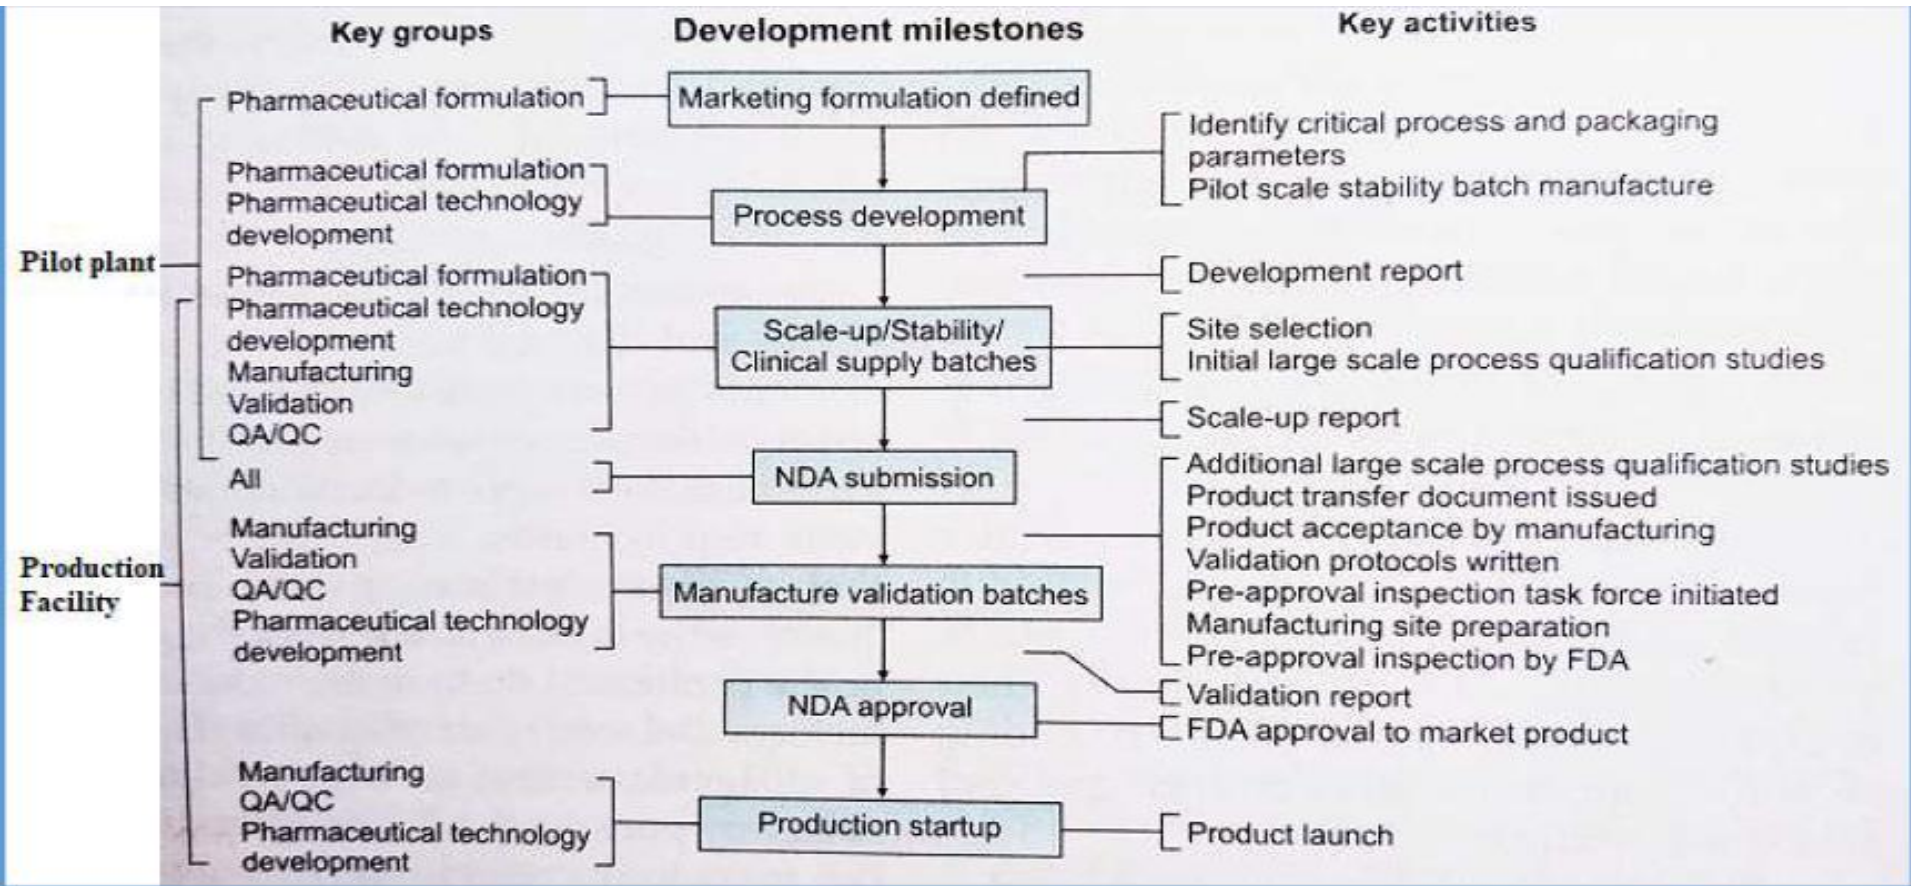 Key groups
Development milestones
Key activities
Pharmaceutical formulation
Marketing formulation defined
Identify critical process and packaging
parameters
Pilot scale stability batch manufacture
Pharmaceutical formulation
Pharmaceutical technology
development
Process development
Pilot plant
Development report
Pharmaceutical formulation
Pharmaceutical technology
development
Manufacturing
Validation
QA/QC
Scale-up/Stability/
Clinical supply batches
Site selection
Initial large scale process qualification studies
Scale-up report
All
NDA submission
Additional large scale process qualification studies
Product transfer document issued
Product acceptance by manufacturing
Validation protocols written
Pre-approval inspection task force initiated
Manufacturing site preparation
Pre-approval inspection by FDA
Production
Facility
Manufacturing
Validation
QA/QC
Pharmaceutical technology
development
Manufacture validation batches
Validation report
NDA approval
FDA approval to market product
Manufacturing
QA/QC
Pharmaceutical technology
development
Production startup
Product launch